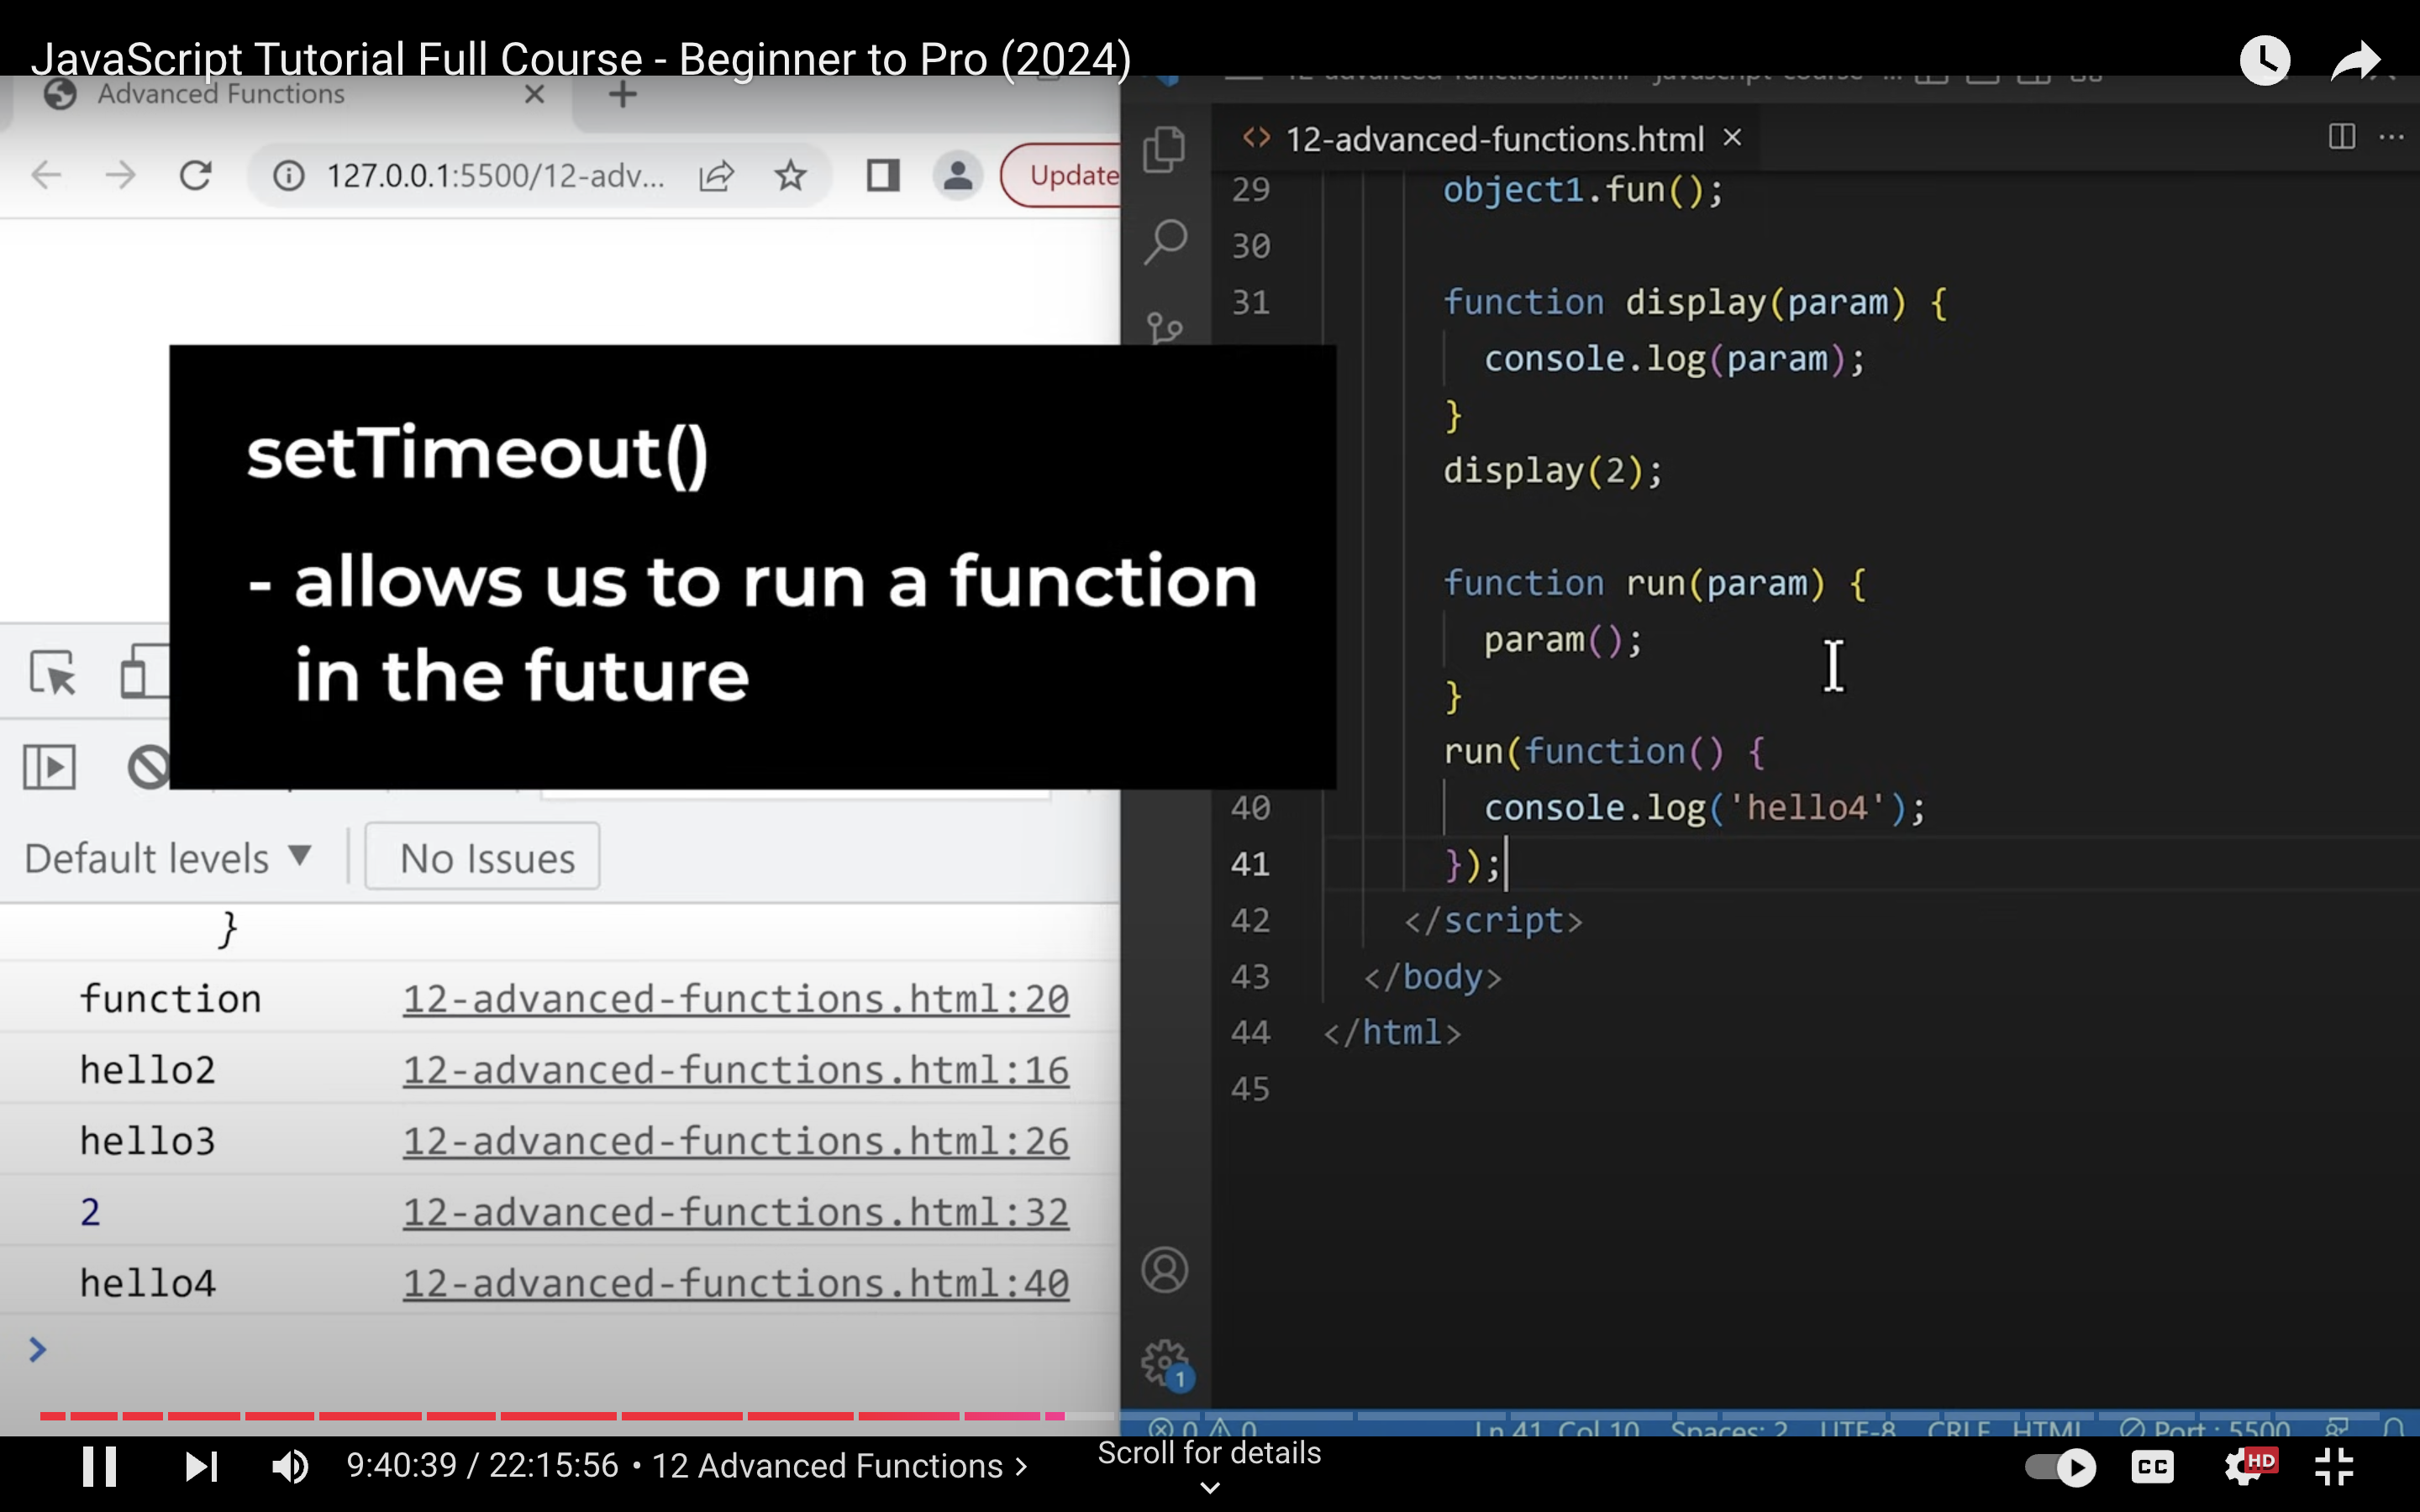 JavaScript Tutorial Full Course - Beginner to Pro (2024)
Advanced Functions
127.0.0.1:5500/12-adv...
Update
setTimeout()
- allows us to run a function
in the future
Default levels
No Issues
}
function 12-advanced-functions.html:20
hello2 12-advanced-functions.html:16
hello3 12-advanced-functions.html:26
2 12-advanced-functions.html:32
hello4 12-advanced-functions.html:40
>
12-advanced-functions.html
29 object1.fun();
30
31 function display(param) {
console.log(param);
}
display(2);
function run(param) {
param();
}
run(function() {
40 console.log('hello4');
41 });
42 </script>
43 </body>
44 </html>
45
1
0 0 Ln 41, Col 10 Spaces: 2 UTF-8 CRLF HTML Port : 5500
9:40:39 / 22:15:56 • 12 Advanced Functions >
Scroll for details
CC
HD